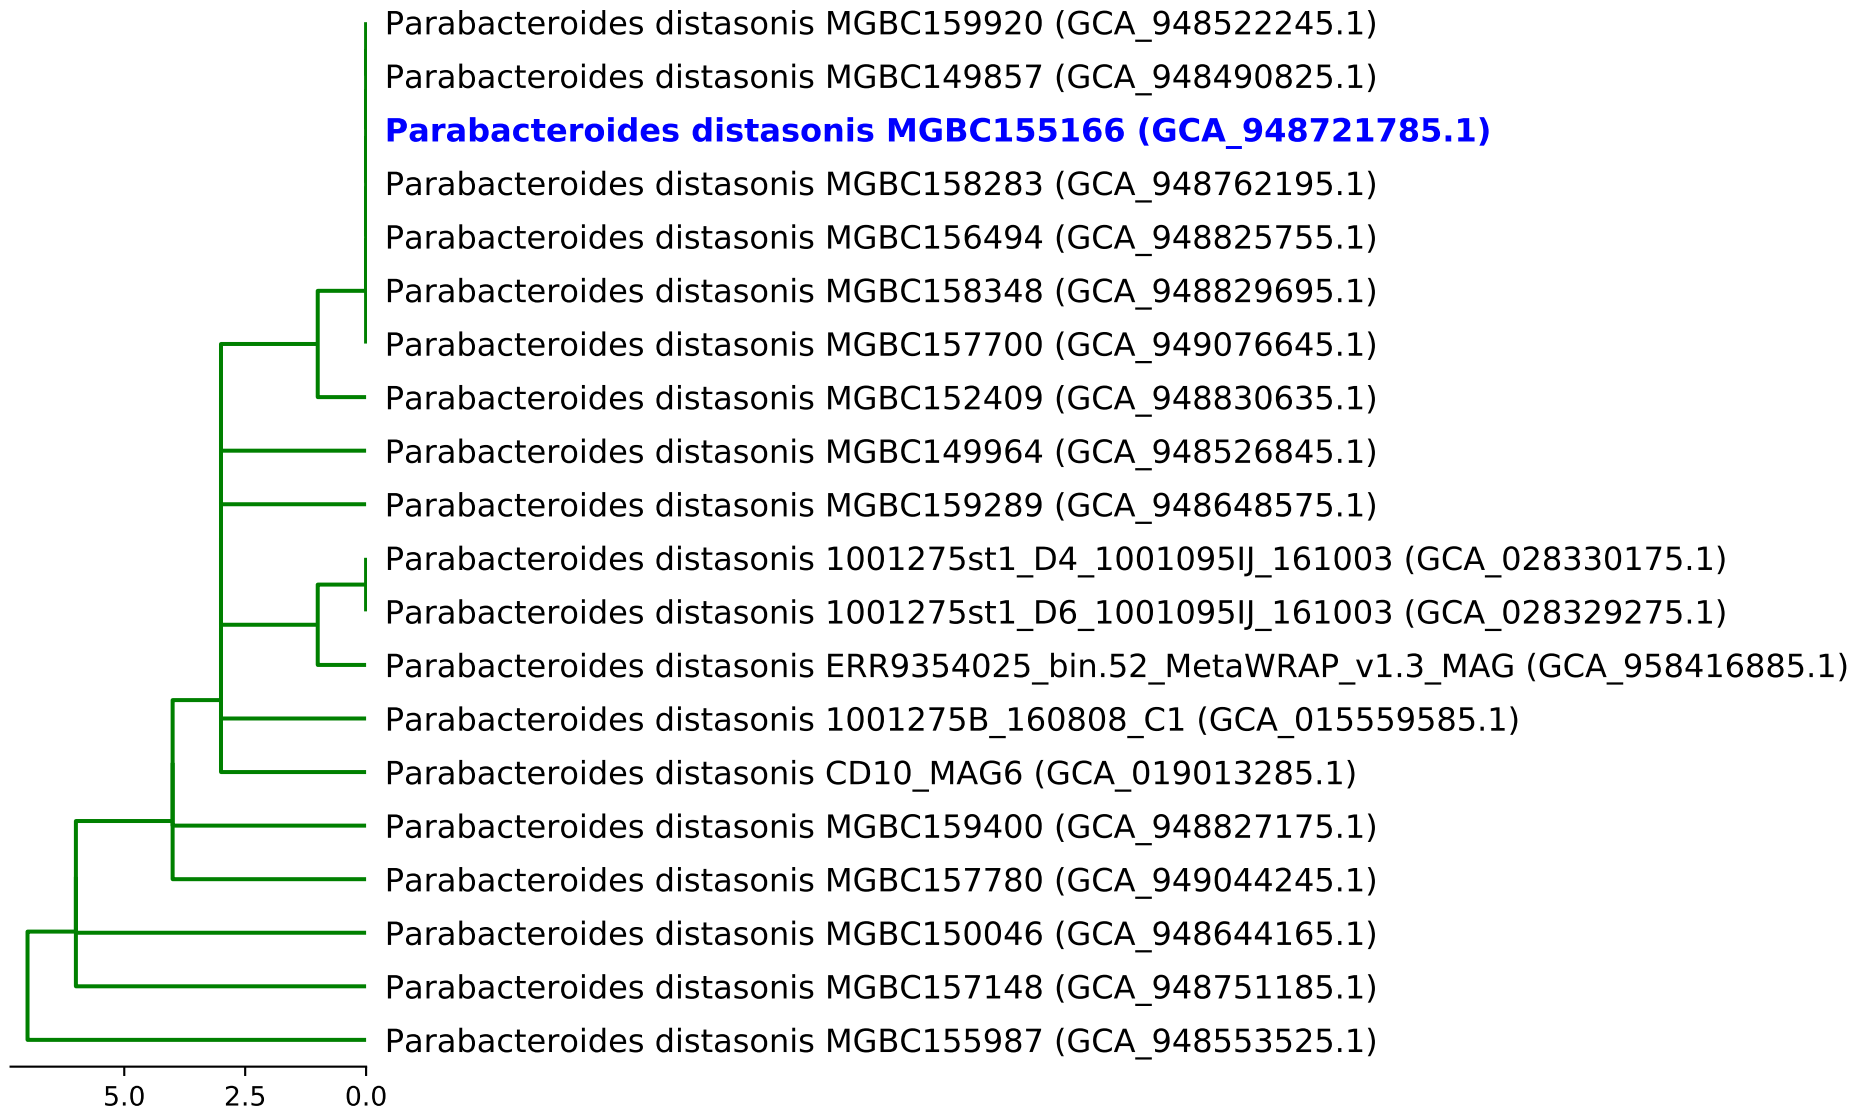 Parabacteroides distasonis MGBC159920 (GCA_948522245.1)
Parabacteroides distasonis MGBC149857 (GCA_948490825.1)
Parabacteroides distasonis MGBC155166 (GCA_948721785.1)
Parabacteroides distasonis MGBC158283 (GCA_948762195.1)
Parabacteroides distasonis MGBC156494 (GCA_948825755.1)
Parabacteroides distasonis MGBC158348 (GCA_948829695.1)
Parabacteroides distasonis MGBC157700 (GCA_949076645.1)
Parabacteroides distasonis MGBC152409 (GCA_948830635.1)
Parabacteroides distasonis MGBC149964 (GCA_948526845.1)
Parabacteroides distasonis MGBC159289 (GCA_948648575.1)
Parabacteroides distasonis 1001275st1_D4_1001095IJ_161003 (GCA_028330175.1)
Parabacteroides distasonis 1001275st1_D6_1001095IJ_161003 (GCA_028329275.1)
Parabacteroides distasonis ERR9354025_bin.52_MetaWRAP_v1.3_MAG (GCA_958416885.1)
Parabacteroides distasonis 1001275B_160808_C1 (GCA_015559585.1)
Parabacteroides distasonis CD10_MAG6 (GCA_019013285.1)
Parabacteroides distasonis MGBC159400 (GCA_948827175.1)
Parabacteroides distasonis MGBC157780 (GCA_949044245.1)
Parabacteroides distasonis MGBC150046 (GCA_948644165.1)
Parabacteroides distasonis MGBC157148 (GCA_948751185.1)
Parabacteroides distasonis MGBC155987 (GCA_948553525.1)
5.0 2.5 0.0